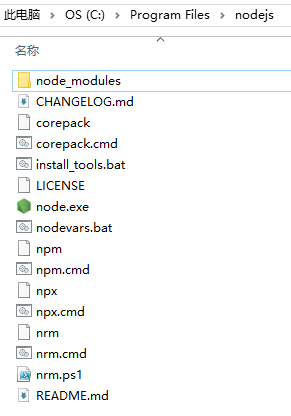 此电脑 > OS (C:) > Program Files > nodejs
名称
node_modules
CHANGELOG.md
corepack
corepack.cmd
install_tools.bat
LICENSE
node.exe
nodevars.bat
npm
npm.cmd
npx
npx.cmd
nrm
nrm.cmd
nrm.ps1
README.md